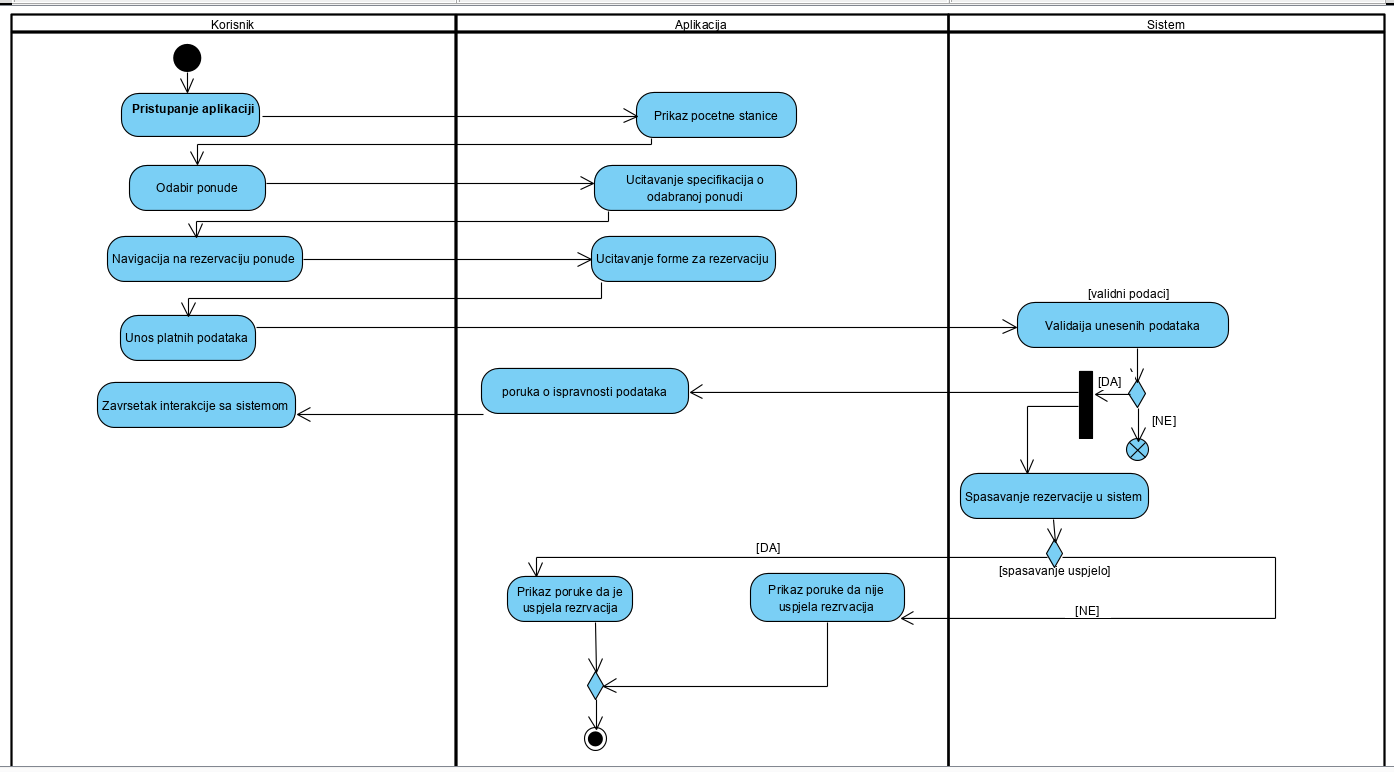 Korisnik
Aplikacija
Sistem
Pristupanje aplikaciji
Prikaz pocetne stanice
Odabir ponude
Ucitavanje specifikacija o
odabranoj ponudi
Navigacija na rezervaciju ponude
Ucitavanje forme za rezervaciju
[validni podaci]
Unos platnih podataka
Validaija unesenih podataka
Zavrsetak interakcije sa sistemom
poruka o ispravnosti podataka
[DA]
[NE]
Spasavanje rezervacije u sistem
[DA]
[spasavanje uspjelo]
Prikaz poruke da je
uspjela rezrvacija
Prikaz poruke da nije
uspjela rezrvacija
[NE]